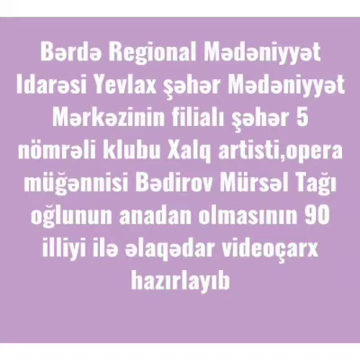 Bərdə Regional Mədəniyyət
Idarəsi Yevlax şəhər Mədəniyyət
Mərkəzinin filialı şəhər 5
nömrəli klubu Xalq artisti,opera
müğənnisi Bədirov Mürsəl Tağı
oğlunun anadan olmasının 90
illiyi ilə əlaqədar videoçarx
hazırlayıb